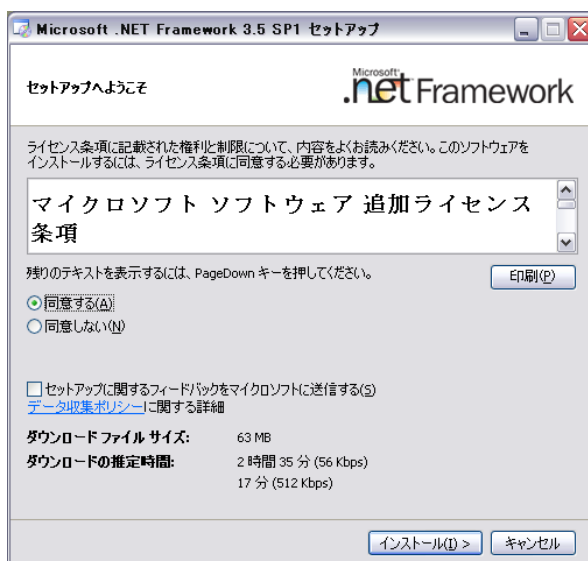 Microsoft .NET Framework 3.5 SP1 セットアップ
セットアップへようこそ
Microsoft
.net Framework
ライセンス条項に記載された権利と制限について、内容をよくお読みください。このソフトウェアを
インストールするには、ライセンス条項に同意する必要があります。
マイクロソフト ソフトウェア 追加ライセンス
条項
残りのテキストを表示するには、PageDown キーを押してください。
印刷(P)
同意する(A)
同意しない(N)
セットアップに関するフィードバックをマイクロソフトに送信する(S)
データ収集ポリシーに関する詳細
ダウンロード ファイル サイズ: 63 MB
ダウンロードの推定時間: 2 時間 35 分 (56 Kbps)
17 分 (512 Kbps)
インストール(I) >
キャンセル